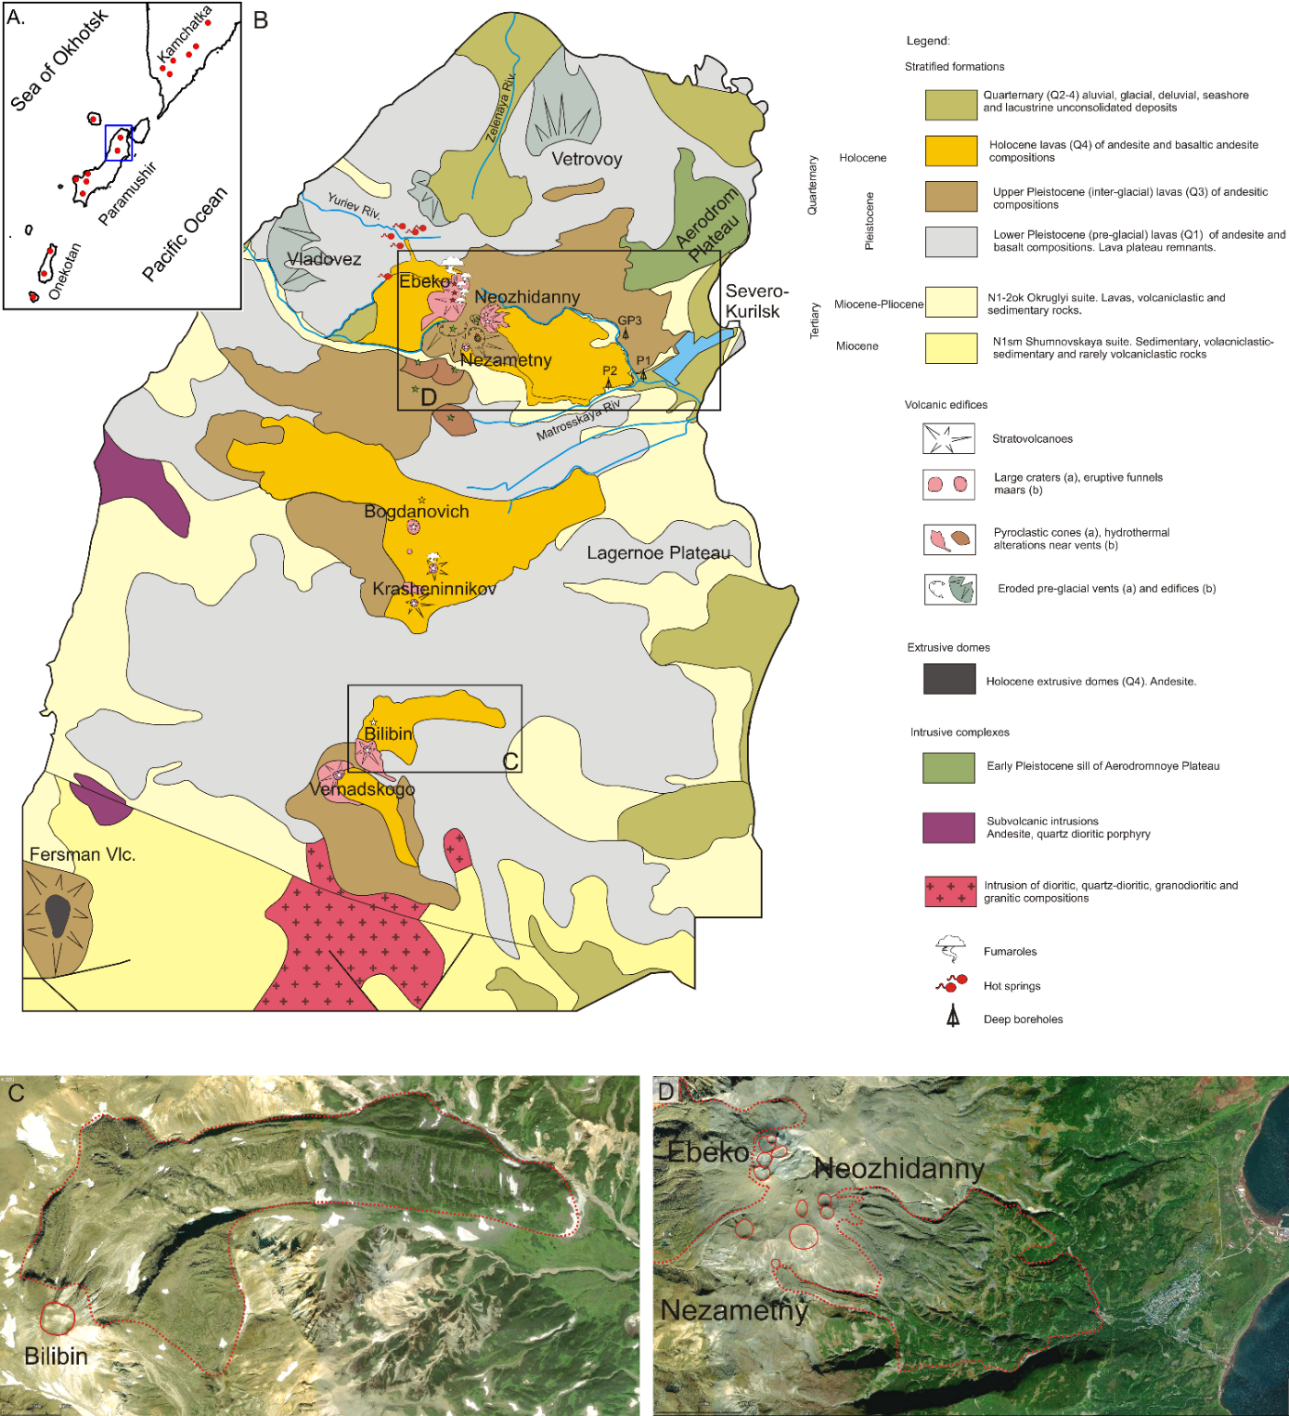 A.
Sea of Okhotsk
Kamchatka
Paramushir
Pacific Ocean
Onekotan
B
Zelenaya Riv.
Vetrovoy
Yuriev Riv.
Aerodrom
Plateau
Vladovez
Ebeko
Neozhidanny
Severo-
Kurilsk
GP3
Nezametny
P1
P2
D
Matrosskaya Riv
Bogdanovich
Lagernoe Plateau
Krasheninnikov
Bilibin
C
Vernadskogo
Fersman Vlc.
Legend:
Stratified formations
Quaternary (Q2-4) aluvial, glacial, deluvial, seashore
and lacustrine unconsolidated deposits
Quaternary
Holocene
Holocene lavas (Q4) of andesite and basaltic andesite
compositions
Pleistocene
Upper Pleistocene (inter-glacial) lavas (Q3) of andesitic
compositions
Lower Pleistocene (pre-glacial) lavas (Q1) of andesite and
basalt compositions. Lava plateau remnants.
Tertiary
Miocene-Pliocene
N1-2ok Okruglyi suite. Lavas, volcaniclastic and
sedimentary rocks.
Miocene
N1sm Shumnovskaya suite. Sedimentary, volacniclastic-
sedimentary and rarely volcaniclastic rocks
Volcanic edifices
Stratovolcanoes
Large craters (a), eruptive funnels
maars (b)
Pyroclastic cones (a), hydrothermal
alterations near vents (b)
Eroded pre-glacial vents (a) and edifices (b)
Extrusive domes
Holocene extrusive domes (Q4). Andesite.
Intrusive complexes
Early Pleistocene sill of Aerodromnoye Plateau
Subvolcanic intrusions
Andesite, quartz dioritic porphyry
Intrusion of dioritic, quartz-dioritic, granodioritic and
granitic compositions
Fumaroles
Hot springs
Deep boreholes
C
Bilibin
D
Ebeko
Neozhidanny
Nezametny